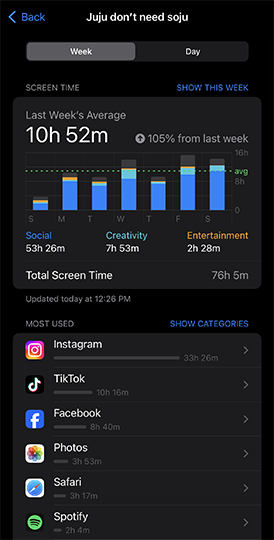 Back
Juju don't need soju
Week
Day
SCREEN TIME
SHOW THIS WEEK
Last Week's Average
10h 52m
105% from last week
16h
avg
8h
0
S M T W T F S
Social
Creativity
Entertainment
53h 26m
7h 53m
2h 28m
Total Screen Time
76h 5m
Updated today at 12:26 PM
MOST USED
SHOW CATEGORIES
Instagram
33h 26m
TikTok
10h 16m
Facebook
8h 40m
Photos
3h 53m
Safari
3h 17m
Spotify
2h 4m